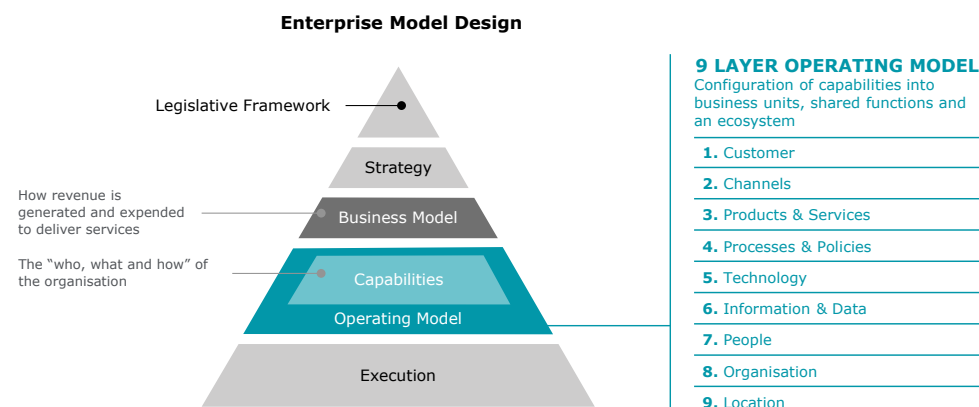 Enterprise Model Design
Legislative Framework
Strategy
How revenue is
generated and expended
to deliver services
Business Model
The “who, what and how” of
the organisation
Capabilities
Operating Model
Execution
9 LAYER OPERATING MODEL
Configuration of capabilities into
business units, shared functions and
an ecosystem
1. Customer
2. Channels
3. Products & Services
4. Processes & Policies
5. Technology
6. Information & Data
7. People
8. Organisation
9. Location